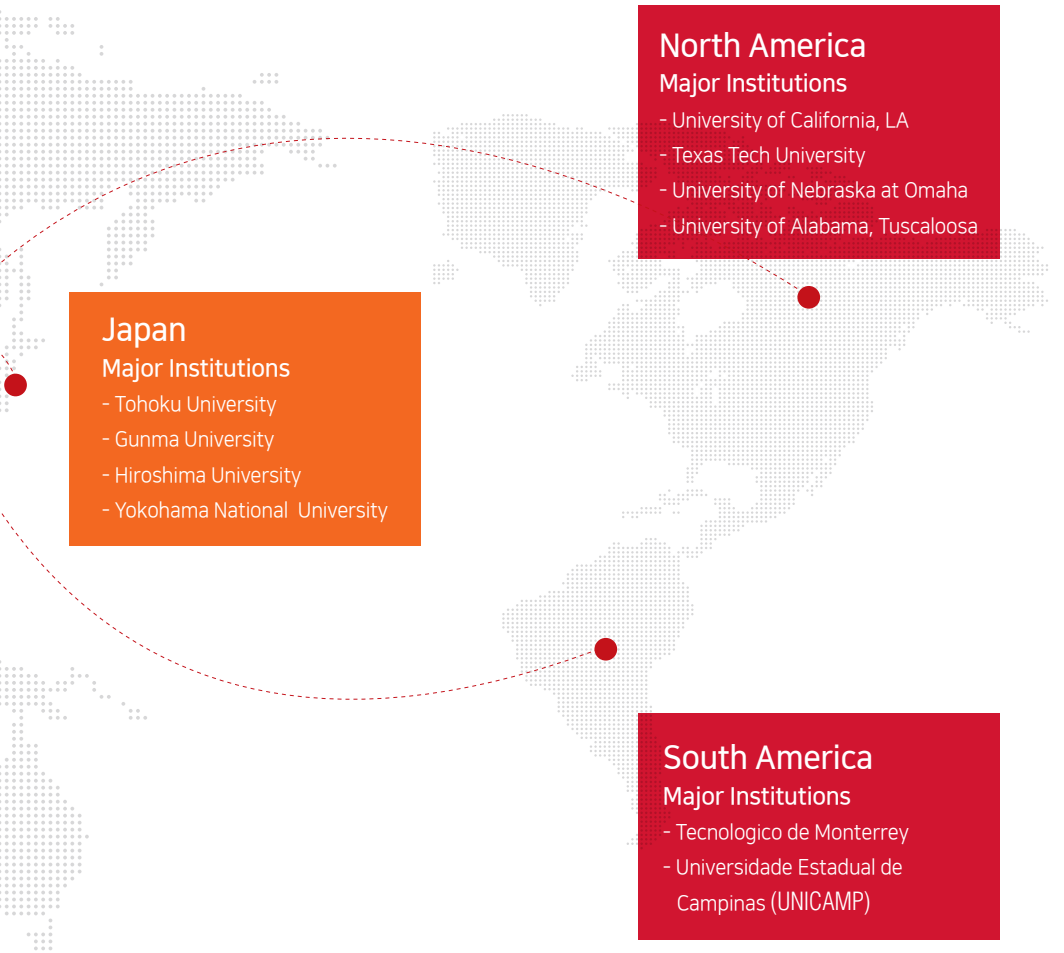 North America
Major Institutions
- University of California, LA
- Texas Tech University
- University of Nebraska at Omaha
- University of Alabama, Tuscaloosa
Japan
Major Institutions
- Tohoku University
- Gunma University
- Hiroshima University
- Yokohama National  University
South America
Major Institutions
- Tecnologico de Monterrey
- Universidade Estadual de
Campinas (UNICAMP)